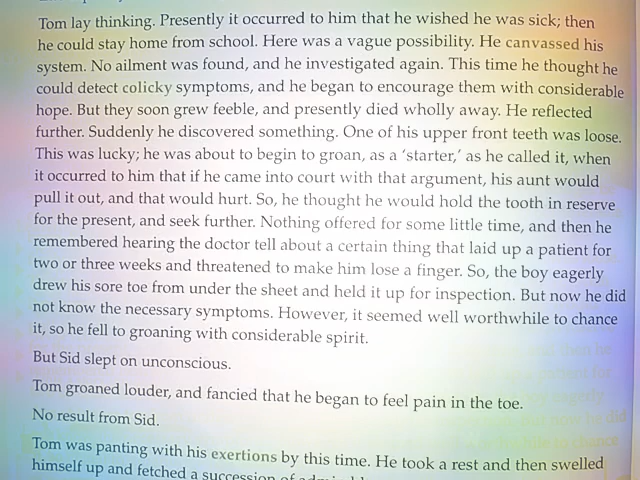 Tom lay thinking. Presently it occurred to him that he wished he was sick; then
he could stay home from school. Here was a vague possibility. He canvassed his
system. No ailment was found, and he investigated again. This time he thought he
could detect colicky symptoms, and he began to encourage them with considerable
hope. But they soon grew feeble, and presently died wholly away. He reflected
further. Suddenly he discovered something. One of his upper front teeth was loose.
This was lucky; he was about to begin to groan, as a ‘starter,’ as he called it, when
it occurred to him that if he came into court with that argument, his aunt would
pull it out, and that would hurt. So, he thought he would hold the tooth in reserve
for the present, and seek further. Nothing offered for some little time, and then he
remembered hearing the doctor tell about a certain thing that laid up a patient for
two or three weeks and threatened to make him lose a finger. So, the boy eagerly
drew his sore toe from under the sheet and held it up for inspection. But now he did
not know the necessary symptoms. However, it seemed well worthwhile to chance
it, so he fell to groaning with considerable spirit.
But Sid slept on unconscious.
Tom groaned louder, and fancied that he began to feel pain in the toe.
No result from Sid.
Tom was panting with his exertions by this time. He took a rest and then swelled
himself up and fetched a succession of